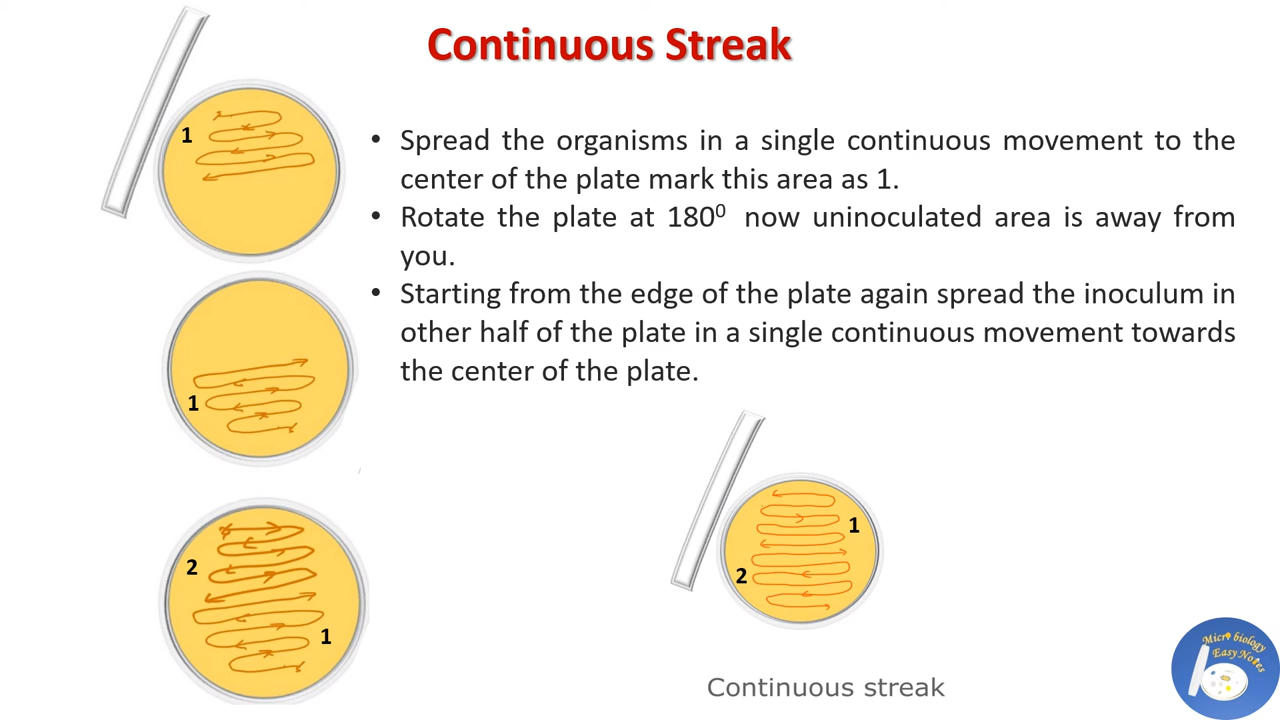 Continuous Streak
1
• Spread the organisms in a single continuous movement to the
center of the plate mark this area as 1.
• Rotate the plate at 180⁰ now uninoculated area is away from
you.
• Starting from the edge of the plate again spread the inoculum in
other half of the plate in a single continuous movement towards
the center of the plate.
1
2
1
1
2
Continuous streak
Micr biology
Easy Notes